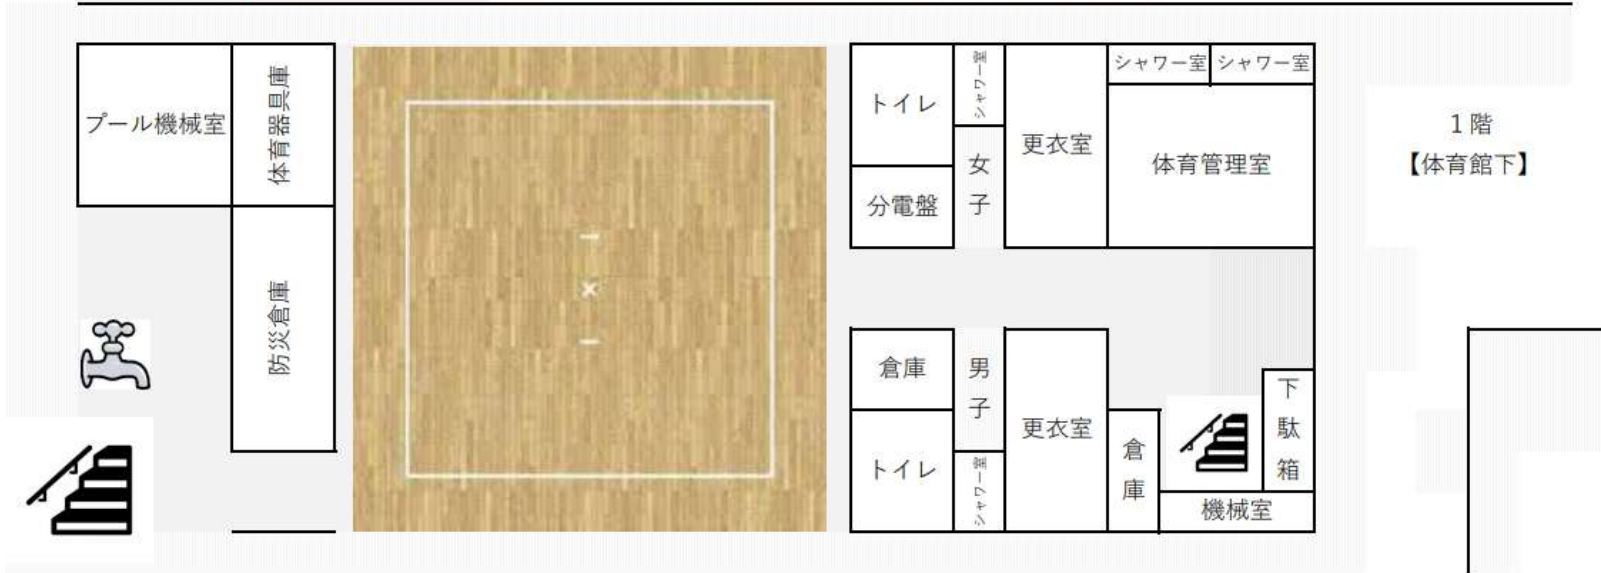 プール機械室
体育器具庫
防災倉庫
トイレ
分電盤
シャワー室
女子
更衣室
シャワー室
シャワー室
体育管理室
1階
【体育館下】
倉庫
トイレ
男子
シャワー室
更衣室
倉庫
下駄箱
機械室